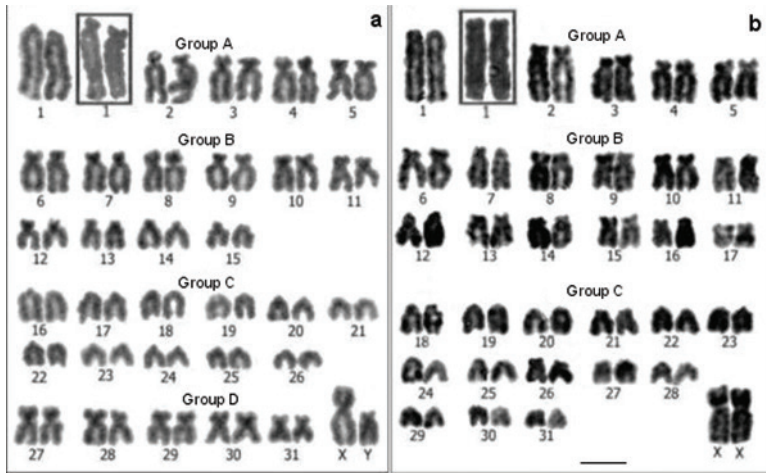 a
Group A
1 1 2 3 4 5
Group B
6 7 8 9 10 11
12 13 14 15
16 17 18 19 20 21
22 23 24 25 26
Group C
Group D
27 28 29 30 31 X Y
b
Group A
1 1 2 3 4 5
Group B
6 7 8 9 10 11
12 13 14 15 16 17
Group C
18 19 20 21 22 23
24 25 26 27 28
29 30 31 X X